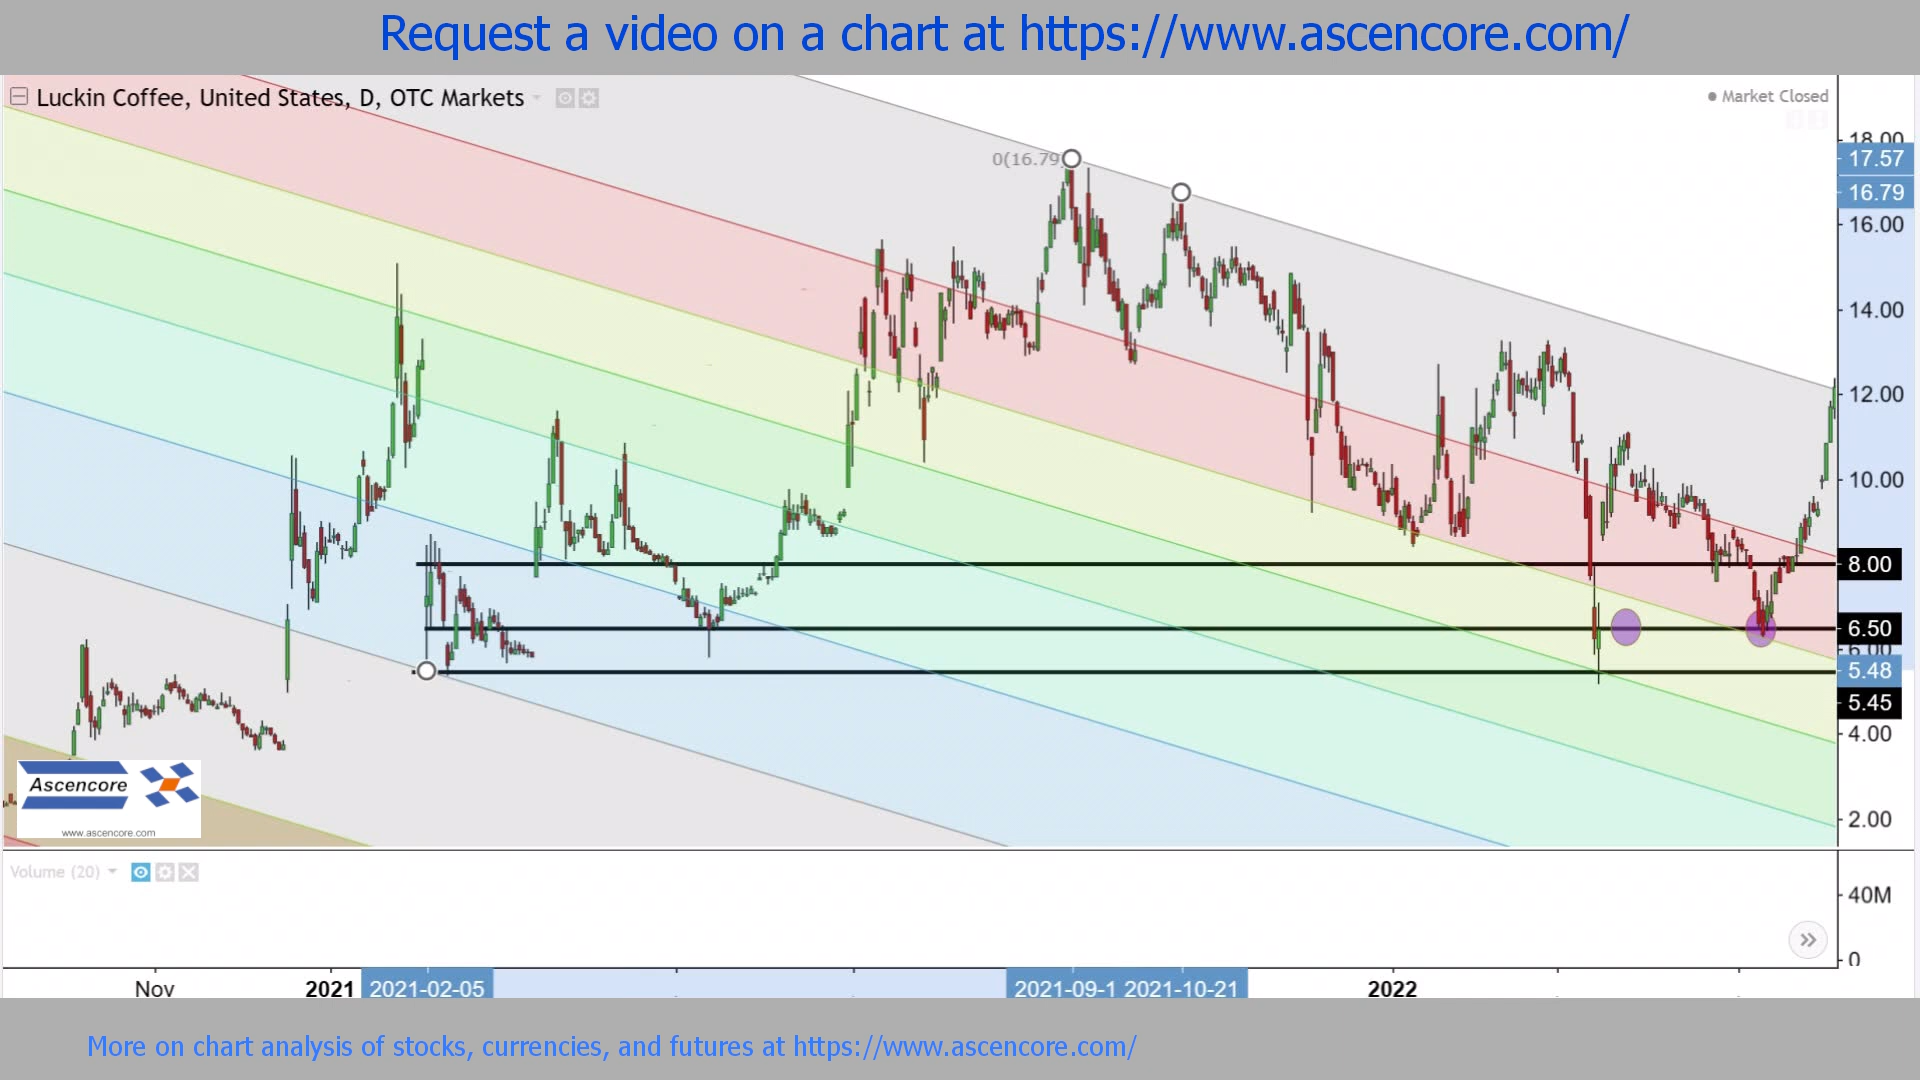 Request a video on a chart at https://www.ascencore.com/
Luckin Coffee, United States, D, OTC Markets
Market Closed
0(16.79
18.00
17.57
16.79
16.00
14.00
12.00
10.00
8.00
6.50
6.00
5.48
5.45
4.00
2.00
Ascencore
www.ascencore.com
Volume (20)
40M
0
Nov
2021
2021-02-05
2021-09-1
2021-10-21
2022
More on chart analysis of stocks, currencies, and futures at https://www.ascencore.com/